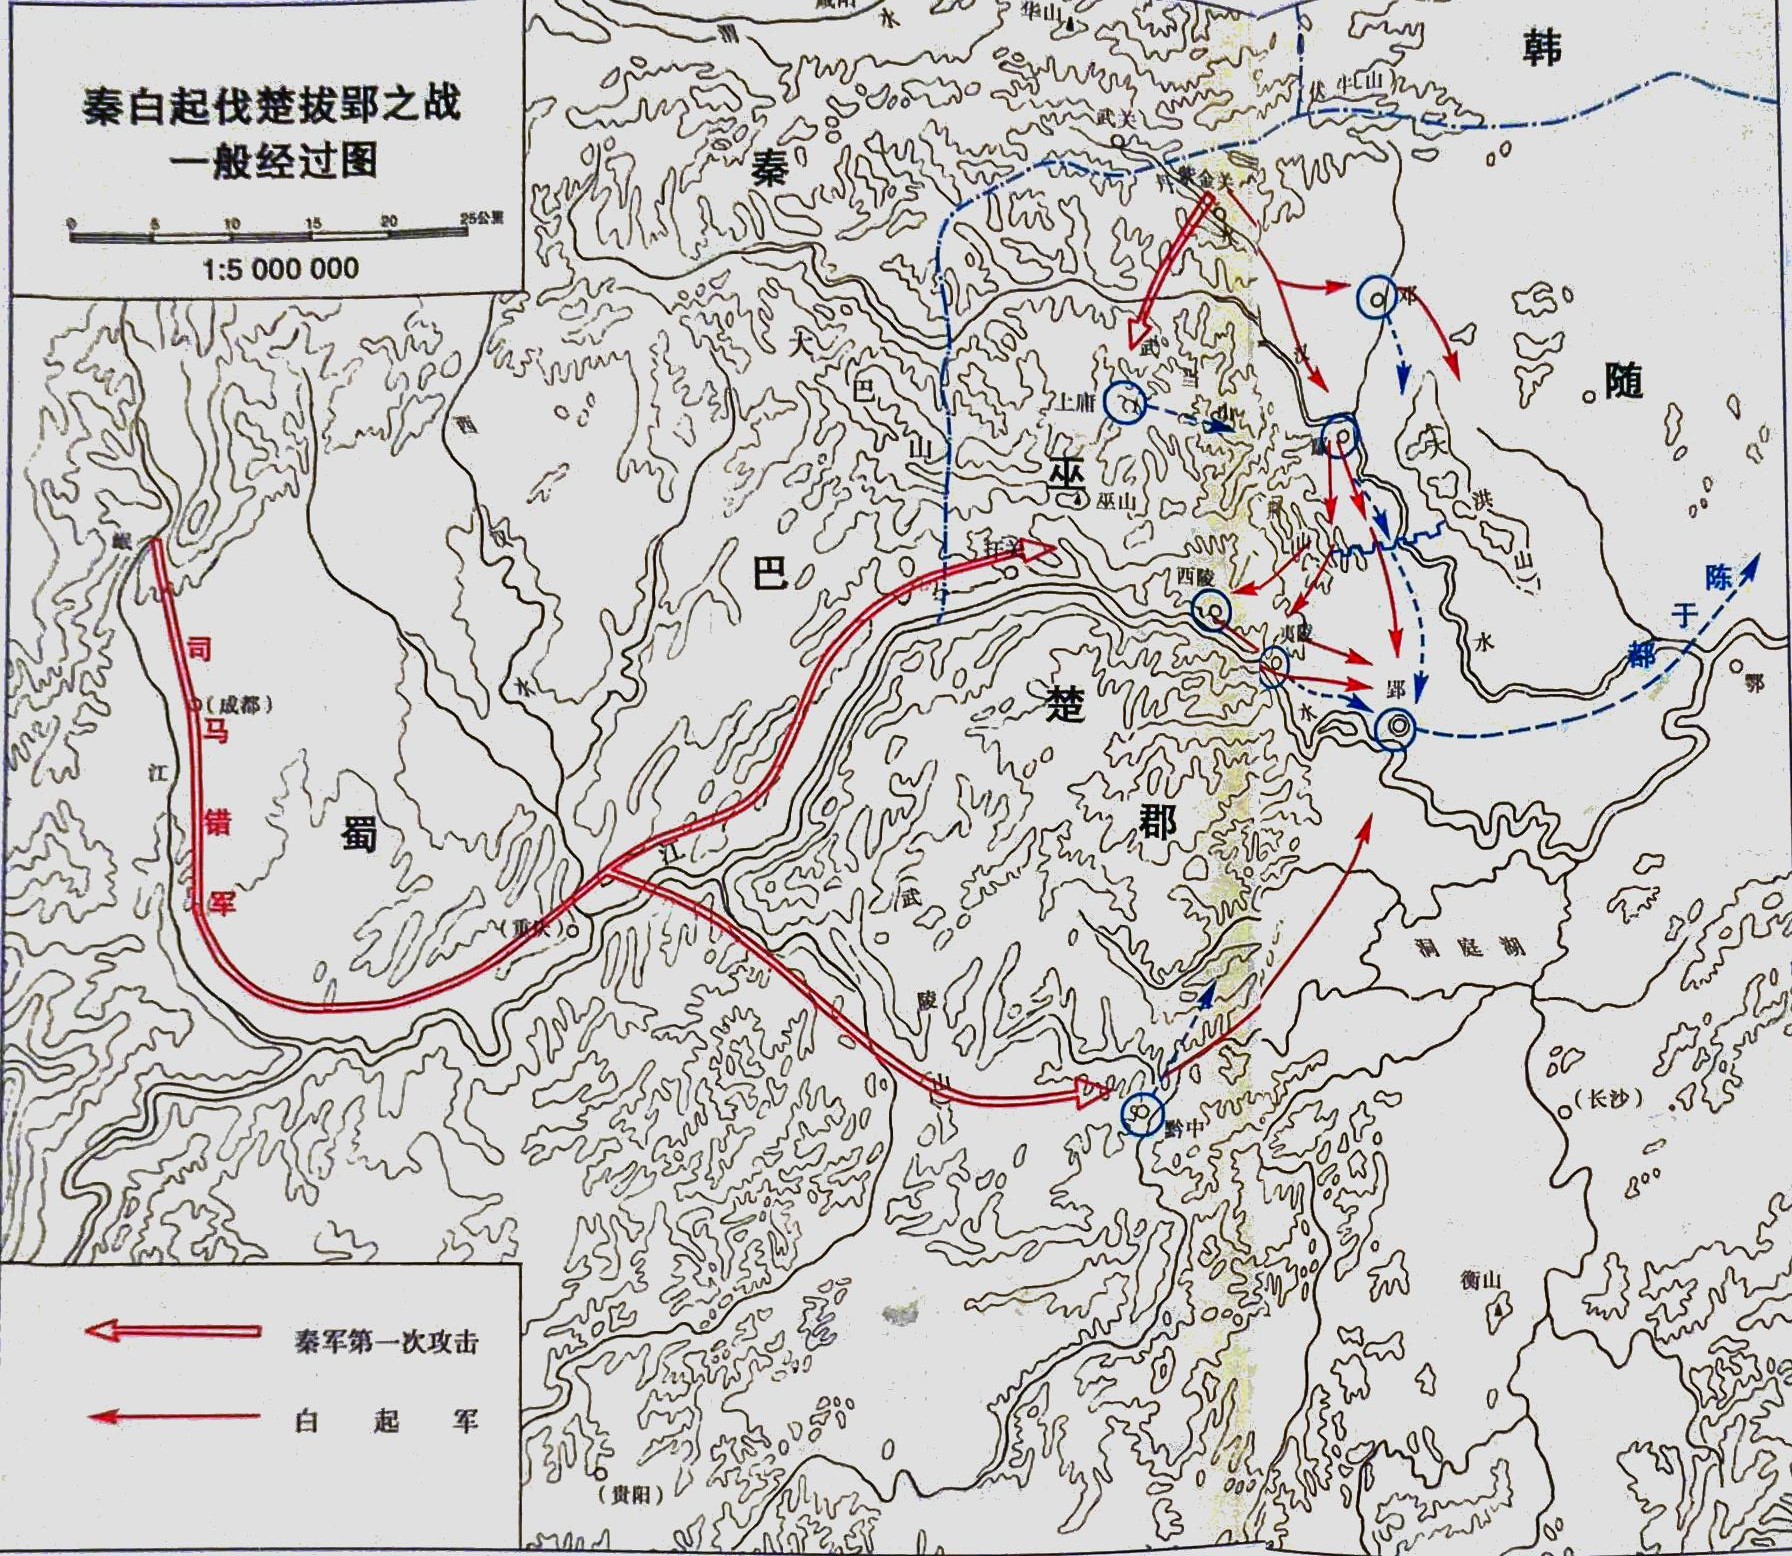 秦白起伐楚拔郢之战
一般经过图
0 5 10 15 20 25公里
1:5 000 000
咸阳
渭
水
华山
韩
伏牛山
武关
秦
丹
紫金关
水
邓
大
巴
山
武
当
山
上庸
汉
随
西
汉
水
巫
巫山
荆
山
大
洪
山
岷
江
巴
扞关
西陵
夷陵
水
水
郢
鄂
都
于
陈
司
马
错
军
(成都)
蜀
楚
郡
江
(重庆)
武
陵
山
洞庭湖
黔中
(长沙)
衡山
(贵阳)
秦军第一次攻击
白起军